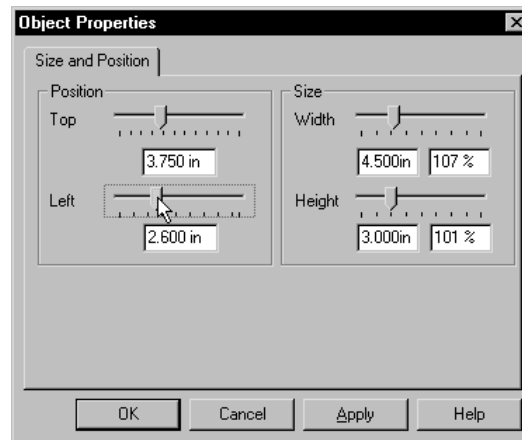 Object Properties
Size and Position
Position
Top
3.750 in
Left
2.600 in
Size
Width
4.500in 107 %
Height
3.000in 101 %
OK Cancel Apply Help